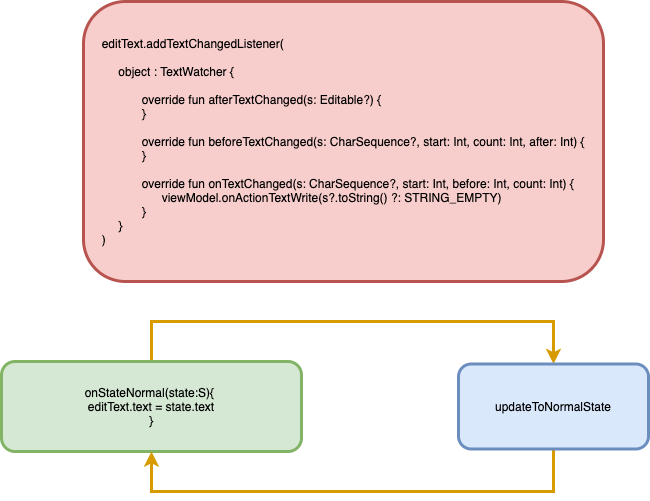 editText.addTextChangedListener(
object : TextWatcher {
override fun afterTextChanged(s: Editable?) {
}
override fun beforeTextChanged(s: CharSequence?, start: Int, count: Int, after: Int) {
}
override fun onTextChanged(s: CharSequence?, start: Int, before: Int, count: Int) {
viewModel.onActionTextWrite(s?.toString() ?: STRING_EMPTY)
}
}
)
onStateNormal(state:S){
editText.text = state.text
}
updateToNormalState